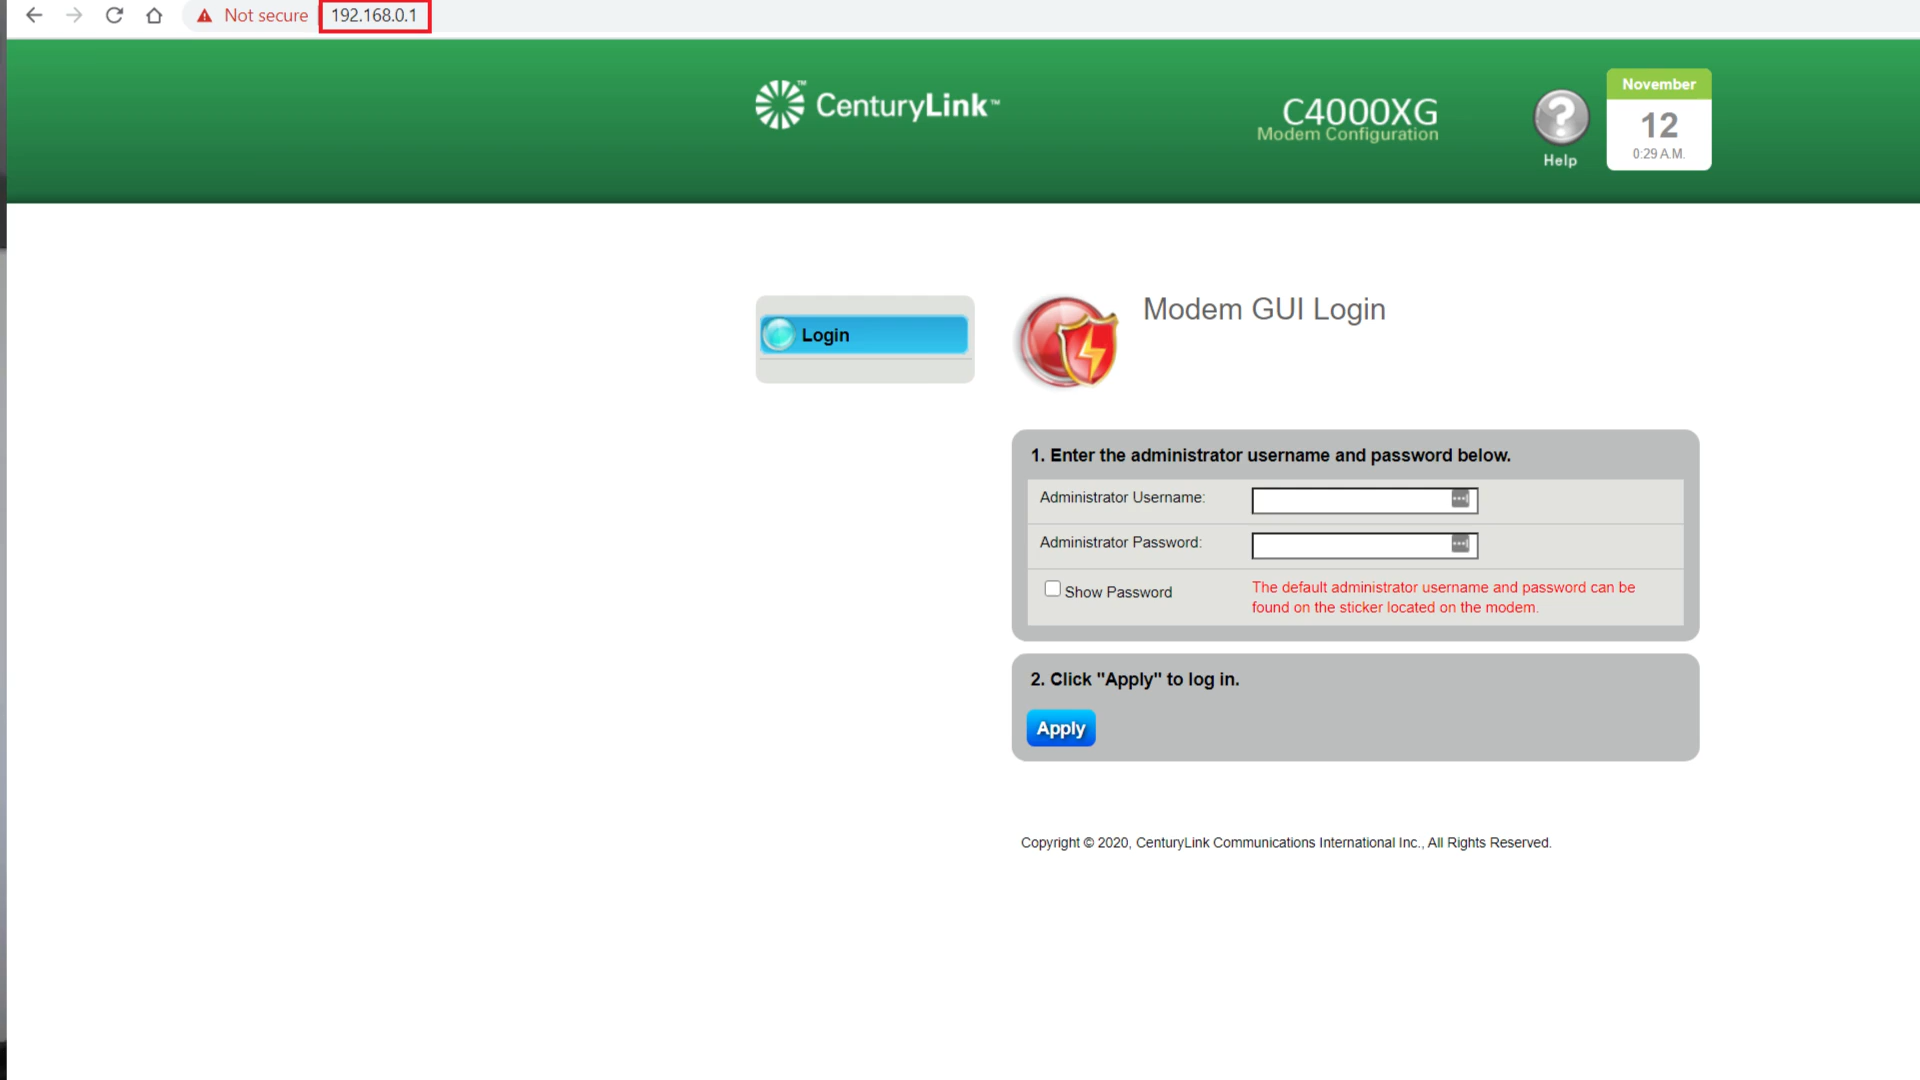 Not secure 192.168.0.1
CenturyLink™
C4000XG
Modem Configuration
Help
November
12
0:29 A.M.
Login
Modem GUI Login
1. Enter the administrator username and password below.
Administrator Username:
Administrator Password:
Show Password
The default administrator username and password can be
found on the sticker located on the modem.
2. Click "Apply" to log in.
Apply
Copyright © 2020, CenturyLink Communications International Inc., All Rights Reserved.